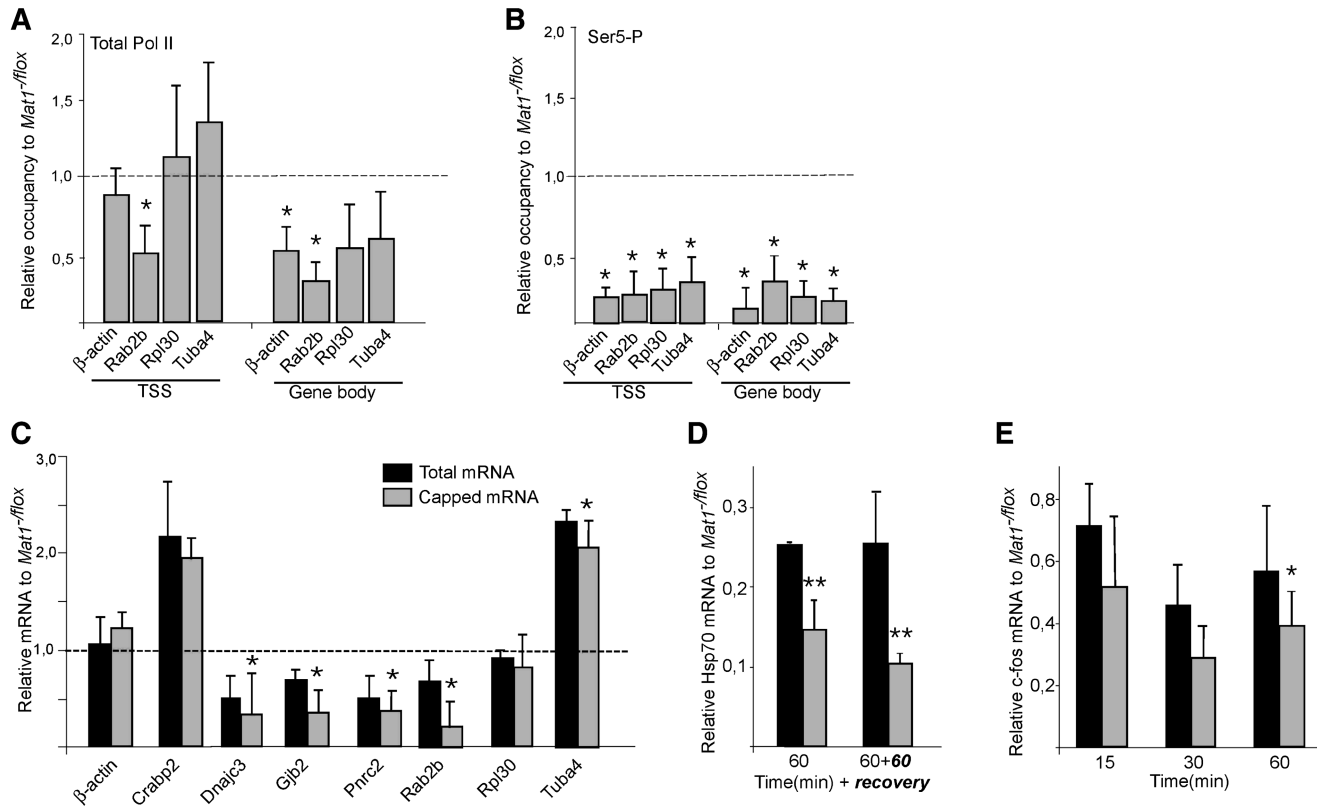 A
Total Pol II
Relative occupancy to Mat1-/flox
2,0
1,5
1,0
0,5
*
*
*
β-actin Rab2b Rpl30 Tuba4
β-actin Rab2b Rpl30 Tuba4
TSS
Gene body
B
Ser5-P
Relative occupancy to Mat1-/flox
2,0
1,5
1,0
0,5
* * * *
* * * *
β-actin Rab2b Rpl30 Tuba4
β-actin Rab2b Rpl30 Tuba4
TSS
Gene body
C
Relative mRNA to Mat1-/flox
3,0
2,0
1,0
Total mRNA
Capped mRNA
* * * * *
β-actin Crabp2 Dnajc3 Gjb2 Pnrc2 Rab2b Rpl30 Tuba4
D
Relative Hsp70 mRNA to Mat1-/flox
0,3
0,2
0,1
**
**
60 60+60
Time(min) + recovery
E
Relative c-fos mRNA to Mat1-/flox
0,8
0,6
0,4
0,2
*
15 30 60
Time(min)